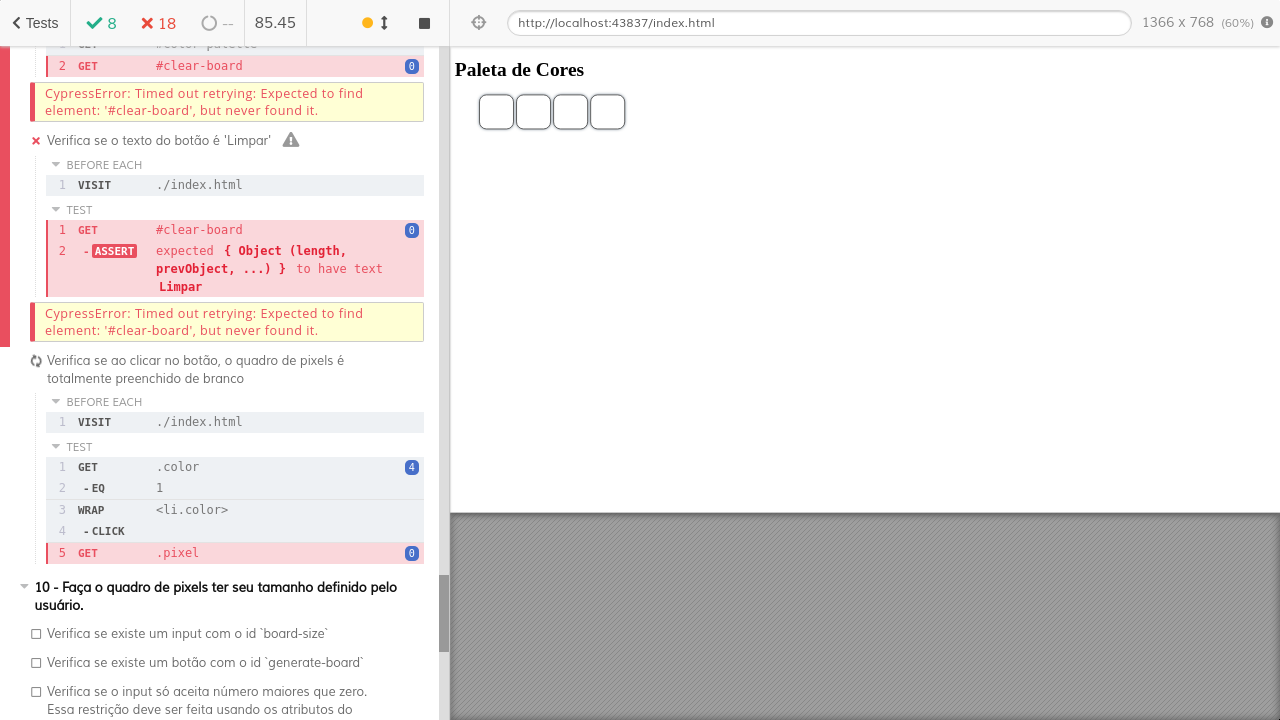 Tests 8 18 -- 85.45 http://localhost:43837/index.html 1366 x 768 (60%)
2 GET #clear-board 0
CypressError: Timed out retrying: Expected to find
element: '#clear-board', but never found it.
Verifica se o texto do botão é 'Limpar'
BEFORE EACH
1 VISIT ./index.html
TEST
1 GET #clear-board 0
2 -ASSERT expected { Object (length,
prevObject, ...) } to have text
Limpar
CypressError: Timed out retrying: Expected to find
element: '#clear-board', but never found it.
Verifica se ao clicar no botão, o quadro de pixels é
totalmente preenchido de branco
BEFORE EACH
1 VISIT ./index.html
TEST
1 GET .color 4
2 -EQ 1
3 WRAP <li.color>
4 -CLICK
5 GET .pixel 0
10 - Faça o quadro de pixels ter seu tamanho definido pelo
usuário.
Verifica se existe um input com o id `board-size`
Verifica se existe um botão com o id `generate-board`
Verifica se o input só aceita número maiores que zero.
Essa restrição deve ser feita usando os atributos do
Paleta de Cores